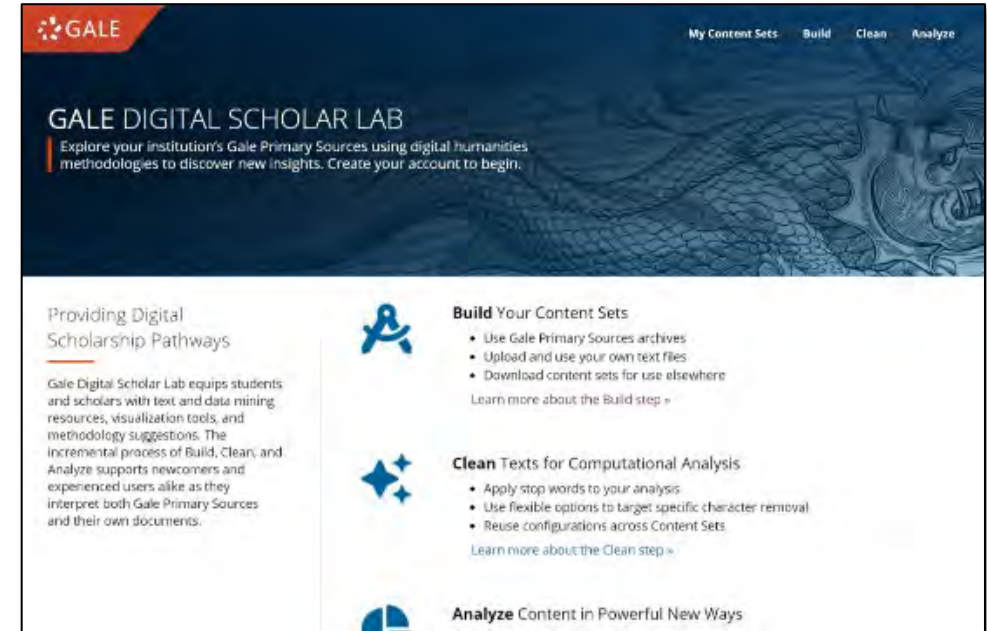 GALE
My Content Sets Build Clean Analyze
GALE DIGITAL SCHOLAR LAB
Explore your institution's Gale Primary Sources using digital humanities
methodologies to discover new insights. Create your account to begin.
Providing Digital
Scholarship Pathways
Gale Digital Scholar Lab equips students
and scholars with text and data mining
resources, visualization tools, and
methodology suggestions. The
incremental process of Build, Clean, and
Analyze supports newcomers and
experienced users alike as they
interpret both Gale Primary Sources
and their own documents.
Build Your Content Sets
• Use Gale Primary Sources archives
• Upload and use your own text files
• Download content sets for use elsewhere
Learn more about the Build step »
Clean Texts for Computational Analysis
• Apply stop words to your analysis
• Use flexible options to target specific character removal
• Reuse configurations across Content Sets
Learn more about the Clean step »
Analyze Content in Powerful New Ways